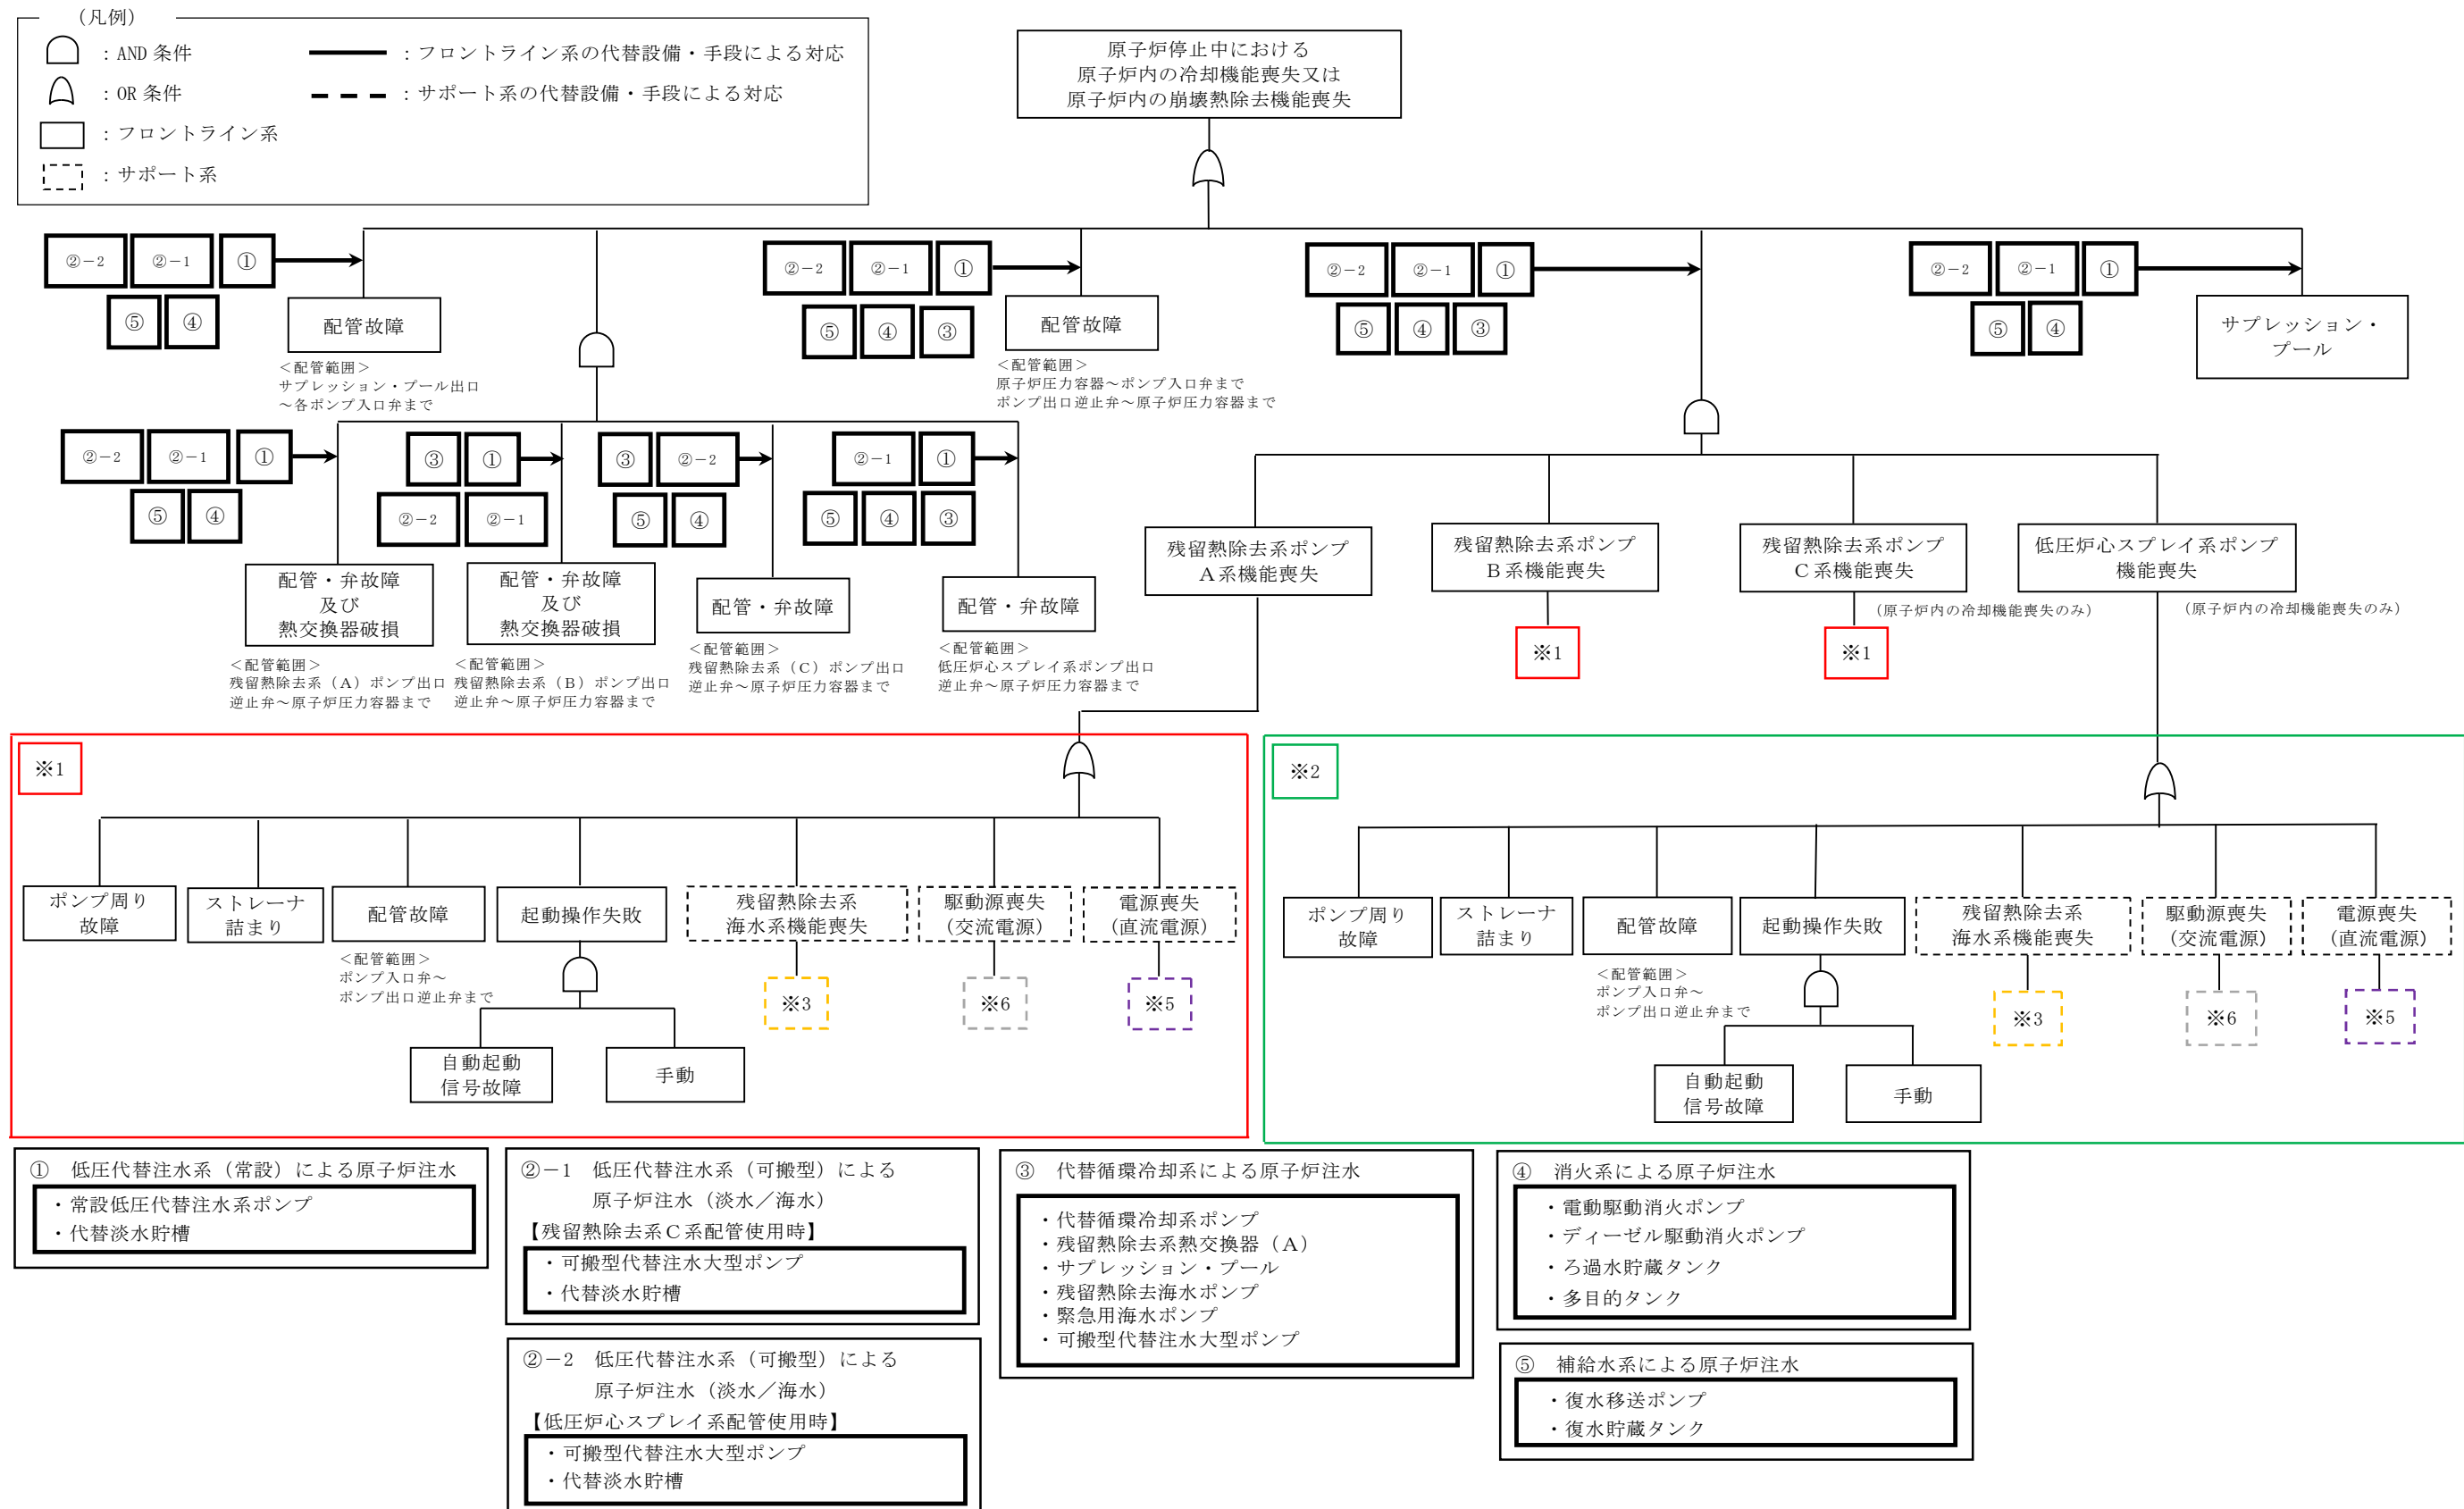 （凡例）
：AND 条件
：フロントライン系の代替設備・手段による対応
：OR 条件
：サポート系の代替設備・手段による対応
：フロントライン系
：サポート系
原子炉停止中における
原子炉内の冷却機能喪失又は
原子炉内の崩壊熱除去機能喪失
②－2
②－1
①
⑤
④
配管故障
＜配管範囲＞
サプレッション・プール出口
～各ポンプ入口弁まで
②－2
②－1
①
⑤
④
③
配管故障
＜配管範囲＞
原子炉圧力容器～ポンプ入口弁まで
ポンプ出口逆止弁～原子炉圧力容器まで
②－2
②－1
①
⑤
④
③
②－2
②－1
①
⑤
④
サプレッション・
プール
②－2
②－1
①
⑤
④
配管・弁故障
及び
熱交換器破損
＜配管範囲＞
残留熱除去系（Ａ）ポンプ出口
逆止弁～原子炉圧力容器まで
③
①
②－2
②－1
配管・弁故障
及び
熱交換器破損
＜配管範囲＞
残留熱除去系（Ｂ）ポンプ出口
逆止弁～原子炉圧力容器まで
③
②－2
⑤
④
配管・弁故障
＜配管範囲＞
残留熱除去系（Ｃ）ポンプ出口
逆止弁～原子炉圧力容器まで
②－1
①
⑤
④
③
配管・弁故障
＜配管範囲＞
低圧炉心スプレイ系ポンプ出口
逆止弁～原子炉圧力容器まで
残留熱除去系ポンプ
Ａ系機能喪失
残留熱除去系ポンプ
Ｂ系機能喪失
※1
残留熱除去系ポンプ
Ｃ系機能喪失
（原子炉内の冷却機能喪失のみ）
※1
低圧炉心スプレイ系ポンプ
機能喪失
（原子炉内の冷却機能喪失のみ）
※1
ポンプ周り
故障
ストレーナ
詰まり
配管故障
＜配管範囲＞
ポンプ入口弁～
ポンプ出口逆止弁まで
起動操作失敗
自動起動
信号故障
手動
残留熱除去系
海水系機能喪失
※3
駆動源喪失
（交流電源）
※6
電源喪失
（直流電源）
※5
※2
ポンプ周り
故障
ストレーナ
詰まり
配管故障
＜配管範囲＞
ポンプ入口弁～
ポンプ出口逆止弁まで
起動操作失敗
自動起動
信号故障
手動
残留熱除去系
海水系機能喪失
※3
駆動源喪失
（交流電源）
※6
電源喪失
（直流電源）
※5
①　低圧代替注水系（常設）による原子炉注水
・常設低圧代替注水系ポンプ
・代替淡水貯槽
②－1　低圧代替注水系（可搬型）による
原子炉注水（淡水／海水）
【残留熱除去系Ｃ系配管使用時】
・可搬型代替注水大型ポンプ
・代替淡水貯槽
②－2　低圧代替注水系（可搬型）による
原子炉注水（淡水／海水）
【低圧炉心スプレイ系配管使用時】
・可搬型代替注水大型ポンプ
・代替淡水貯槽
③　代替循環冷却系による原子炉注水
・代替循環冷却系ポンプ
・残留熱除去系熱交換器（Ａ）
・サプレッション・プール
・残留熱除去海水ポンプ
・緊急用海水ポンプ
・可搬型代替注水大型ポンプ
④　消火系による原子炉注水
・電動駆動消火ポンプ
・ディーゼル駆動消火ポンプ
・ろ過水貯蔵タンク
・多目的タンク
⑤　補給水系による原子炉注水
・復水移送ポンプ
・復水貯蔵タンク